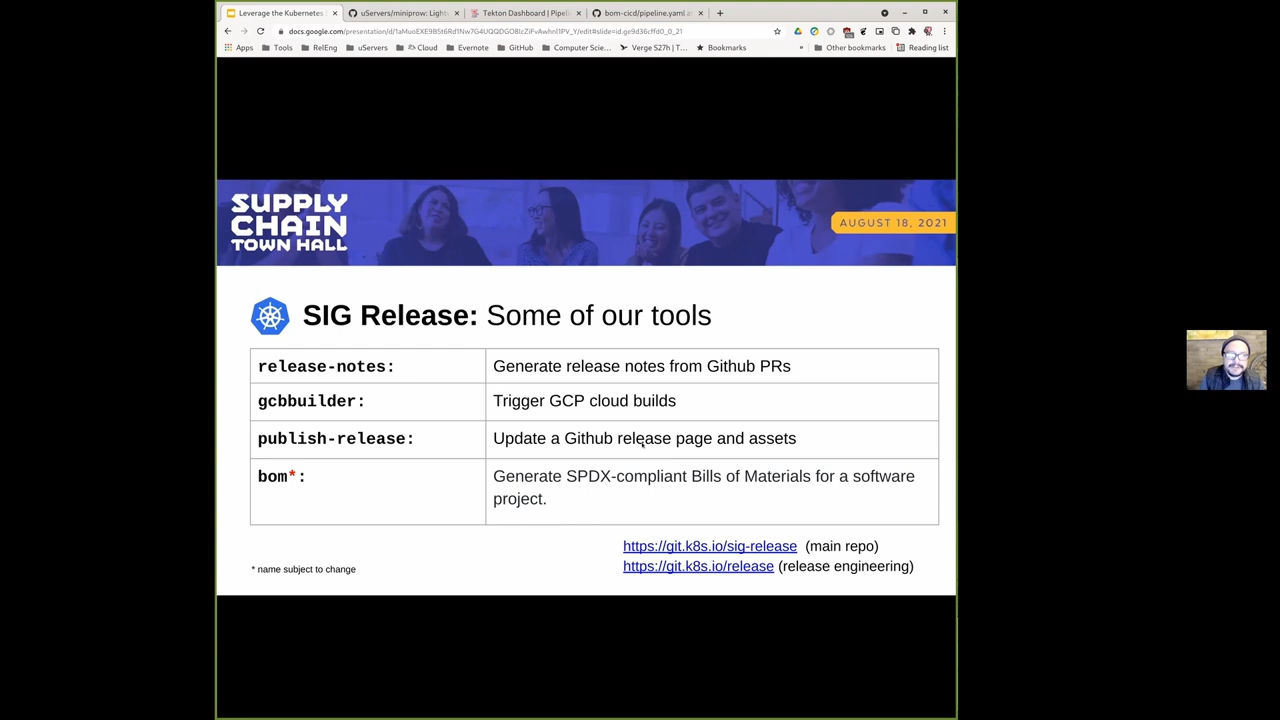 Leverage the Kubernetes
uServers/miniprow: Light
Tekton Dashboard | Pipeli
bom-cicd/pipeline.yaml at
Apps
Tools
RelEng
uServers
Cloud
Evernote
GitHub
Computer Scie...
Verge S27h | T...
Bookmarks
»
Other bookmarks
Reading list
SUPPLY
CHAIN
TOWN HALL
AUGUST 18, 2021
SIG Release: Some of our tools
release-notes: Generate release notes from Github PRs
gcbbuilder: Trigger GCP cloud builds
publish-release: Update a Github release page and assets
bom*: Generate SPDX-compliant Bills of Materials for a software
project.
https://git.k8s.io/sig-release (main repo)
https://git.k8s.io/release (release engineering)
* name subject to change